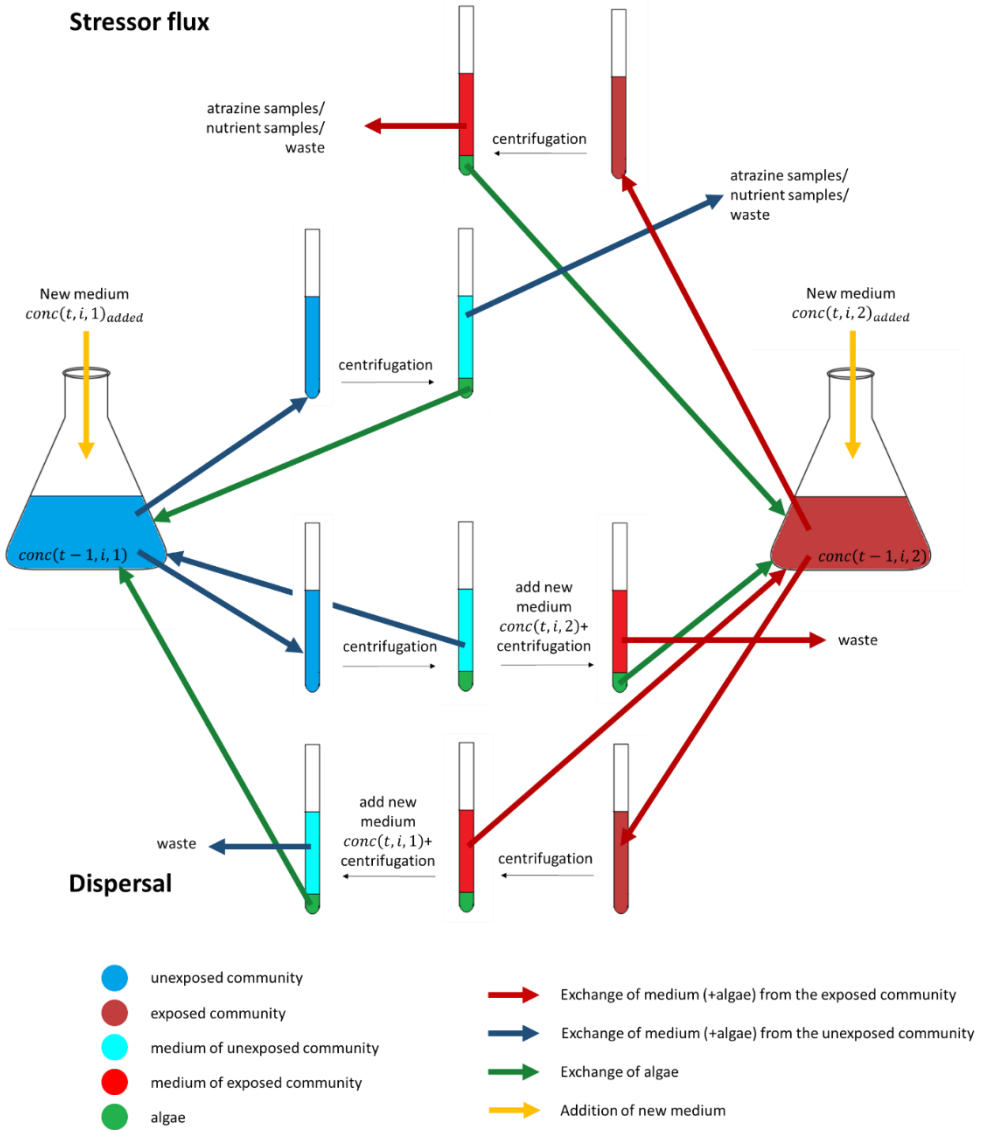 Stressor flux
atrazine samples/
nutrient samples/
waste
centrifugation
atrazine samples/
nutrient samples/
waste
New medium
conc(t, i, 1)added
centrifugation
New medium
conc(t, i, 2)added
conc(t − 1, i, 1)
conc(t − 1, i, 2)
centrifugation
add new
medium
conc(t, i, 2)+
centrifugation
waste
waste
add new
medium
conc(t, i, 1)+
centrifugation
centrifugation
Dispersal
unexposed community
exposed community
medium of unexposed community
medium of exposed community
algae
Exchange of medium (+algae) from the exposed community
Exchange of medium (+algae) from the unexposed community
Exchange of algae
Addition of new medium